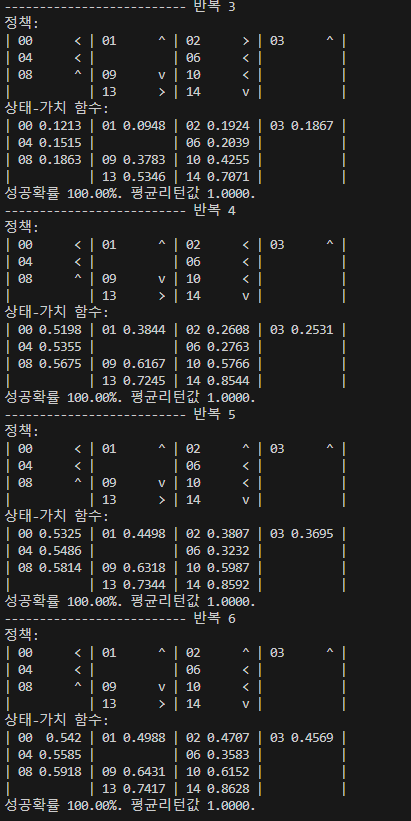 -------------------------- 반복 3
정책:
| 00      < | 01      ^ | 02      > | 03      ^ |
| 04      < |           | 06      < |           |
| 08      ^ | 09      v | 10      < |           |
|           | 13      > | 14      v |           |
상태-가치 함수:
| 00 0.1213 | 01 0.0948 | 02 0.1924 | 03 0.1867 |
| 04 0.1515 |           | 06 0.2039 |           |
| 08 0.1863 | 09 0.3783 | 10 0.4255 |           |
|           | 13 0.5346 | 14 0.7071 |           |
성공확률 100.00%. 평균리턴값 1.0000.
-------------------------- 반복 4
정책:
| 00      < | 01      ^ | 02      < | 03      ^ |
| 04      < |           | 06      < |           |
| 08      ^ | 09      v | 10      < |           |
|           | 13      > | 14      v |           |
상태-가치 함수:
| 00 0.5198 | 01 0.3844 | 02 0.2608 | 03 0.2531 |
| 04 0.5355 |           | 06 0.2763 |           |
| 08 0.5675 | 09 0.6167 | 10 0.5766 |           |
|           | 13 0.7245 | 14 0.8544 |           |
성공확률 100.00%. 평균리턴값 1.0000.
-------------------------- 반복 5
정책:
| 00      < | 01      ^ | 02      ^ | 03      ^ |
| 04      < |           | 06      < |           |
| 08      ^ | 09      v | 10      < |           |
|           | 13      > | 14      v |           |
상태-가치 함수:
| 00 0.5325 | 01 0.4498 | 02 0.3807 | 03 0.3695 |
| 04 0.5486 |           | 06 0.3232 |           |
| 08 0.5814 | 09 0.6318 | 10 0.5987 |           |
|           | 13 0.7344 | 14 0.8592 |           |
성공확률 100.00%. 평균리턴값 1.0000.
-------------------------- 반복 6
정책:
| 00      < | 01      ^ | 02      ^ | 03      ^ |
| 04      < |           | 06      < |           |
| 08      ^ | 09      v | 10      < |           |
|           | 13      > | 14      v |           |
상태-가치 함수:
| 00  0.542 | 01 0.4988 | 02 0.4707 | 03 0.4569 |
| 04 0.5585 |           | 06 0.3583 |           |
| 08 0.5918 | 09 0.6431 | 10 0.6152 |           |
|           | 13 0.7417 | 14 0.8628 |           |
성공확률 100.00%. 평균리턴값 1.0000.